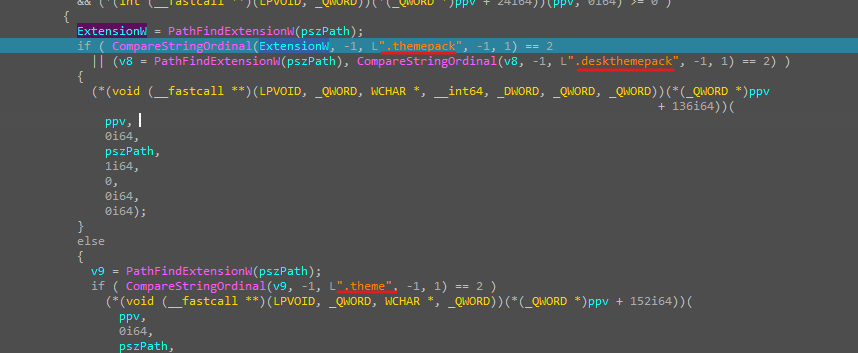 && (*(int (__fastcall **)(LPVOID, _QWORD))(*(_QWORD *)ppv + 24i64))(ppv, 0i64) >= 0 )
{
ExtensionW = PathFindExtensionW(pszPath);
if ( CompareStringOrdinal(ExtensionW, -1, L".themepack", -1, 1) == 2
|| (v8 = PathFindExtensionW(pszPath), CompareStringOrdinal(v8, -1, L".deskthemepack", -1, 1) == 2) )
{
(*(void (__fastcall **)(LPVOID, _QWORD, WCHAR *, __int64, _DWORD, _QWORD, _QWORD))(*(_QWORD *)ppv
+ 136i64))(
ppv,
0i64,
pszPath,
1i64,
0,
0i64,
0i64);
}
else
{
v9 = PathFindExtensionW(pszPath);
if ( CompareStringOrdinal(v9, -1, L".theme", -1, 1) == 2 )
(*(void (__fastcall **)(LPVOID, _QWORD, WCHAR *, _QWORD))(*(_QWORD *)ppv + 152i64))(
ppv,
0i64,
pszPath,